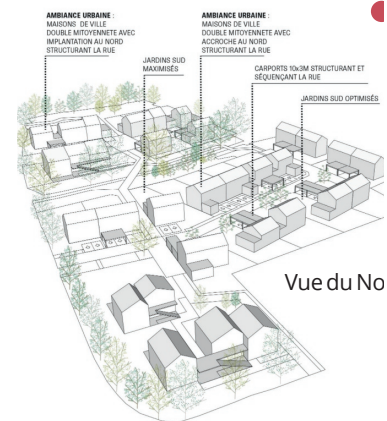 AMBIANCE URBAINE :
MAISONS DE VILLE
DOUBLE MITOYENNETE AVEC
IMPLANTATION AU NORD
STRUCTURANT LA RUE
JARDINS SUD
MAXIMISÉS
AMBIANCE URBAINE :
MAISONS DE VILLE
DOUBLE MITOYENNETE AVEC
ACCROCHE AU NORD
STRUCTURANT LA RUE
CARPORTS 10x3M STRUCTURANT ET
SÉQUENÇANT LA RUE
JARDINS SUD OPTIMISÉS
Vue du No